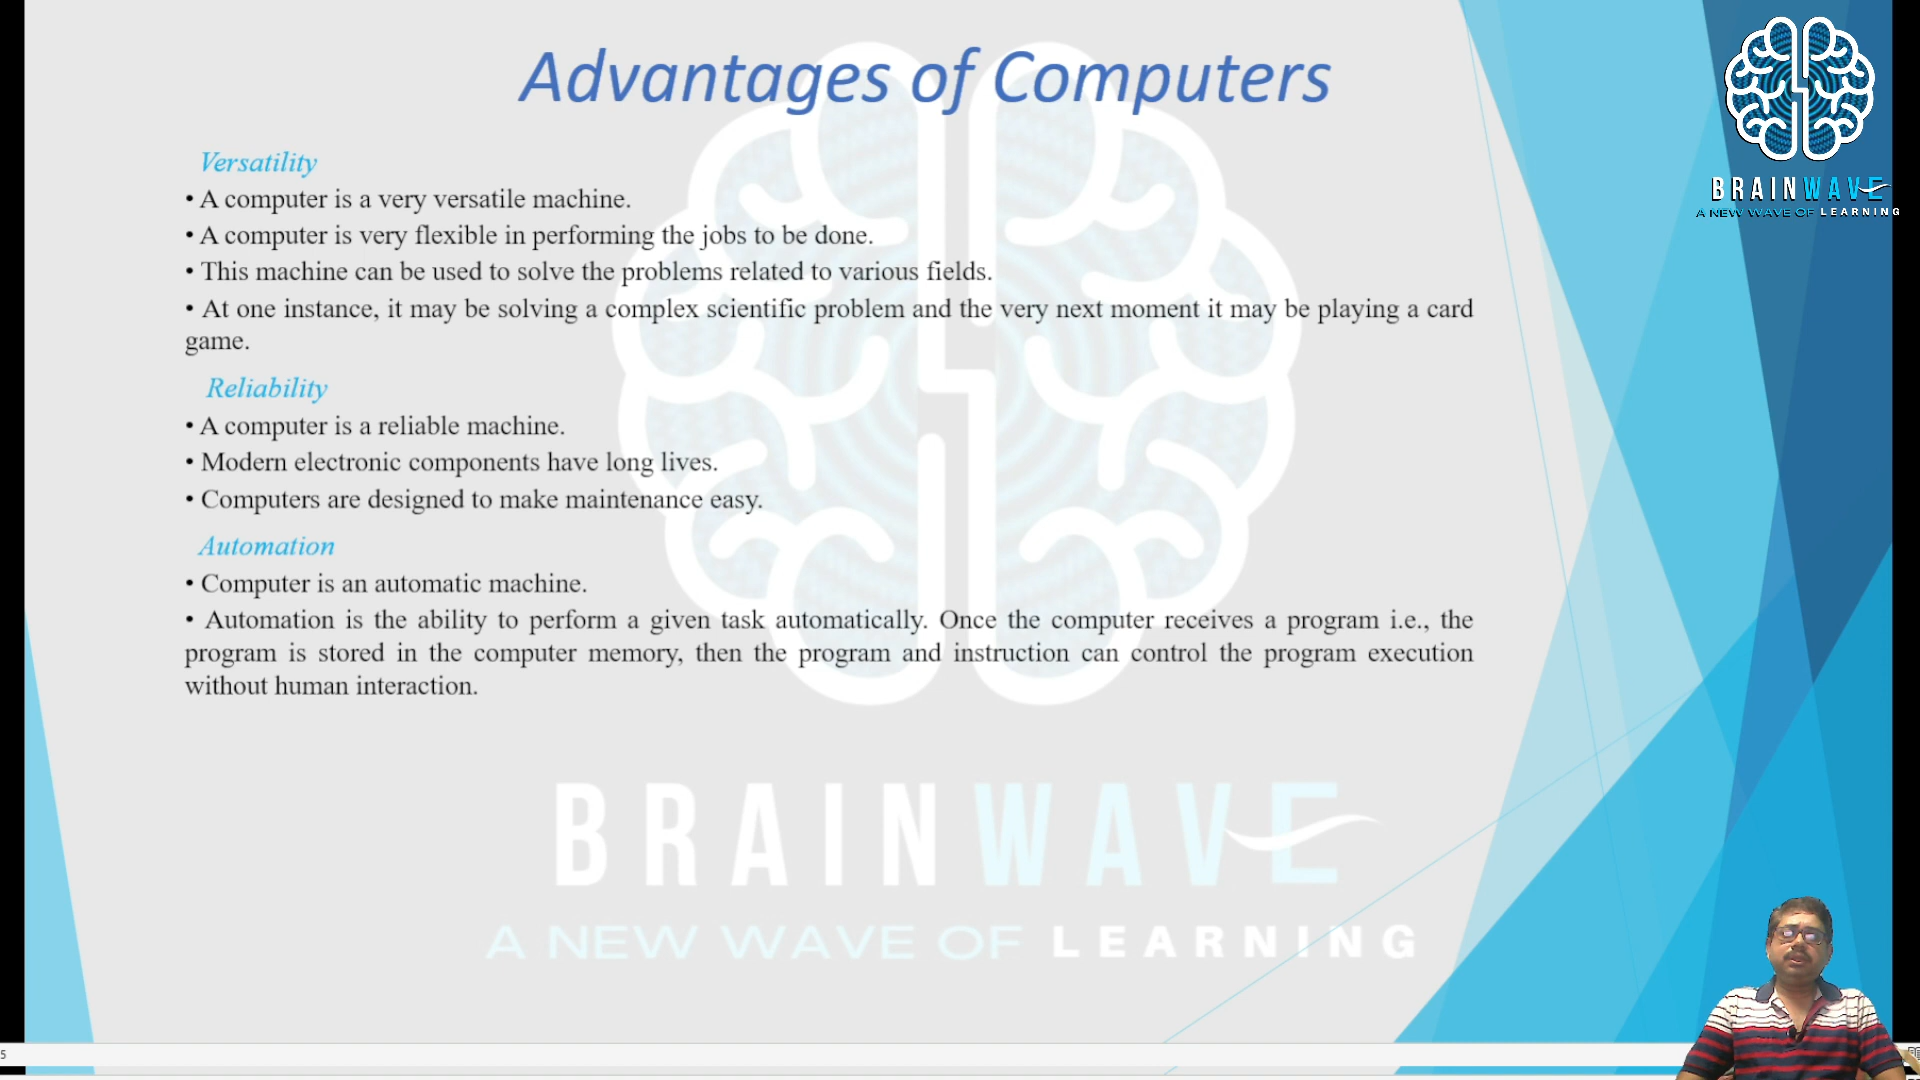 Advantages of Computers
Versatility
• A computer is a very versatile machine.
• A computer is very flexible in performing the jobs to be done.
• This machine can be used to solve the problems related to various fields.
• At one instance, it may be solving a complex scientific problem and the very next moment it may be playing a card
game.
Reliability
• A computer is a reliable machine.
• Modern electronic components have long lives.
• Computers are designed to make maintenance easy.
Automation
• Computer is an automatic machine.
• Automation is the ability to perform a given task automatically. Once the computer receives a program i.e., the
program is stored in the computer memory, then the program and instruction can control the program execution
without human interaction.
BRAINWAVE
A NEW WAVE OF LEARNING
BRAINWAVE
A NEW WAVE OF LEARNING
5